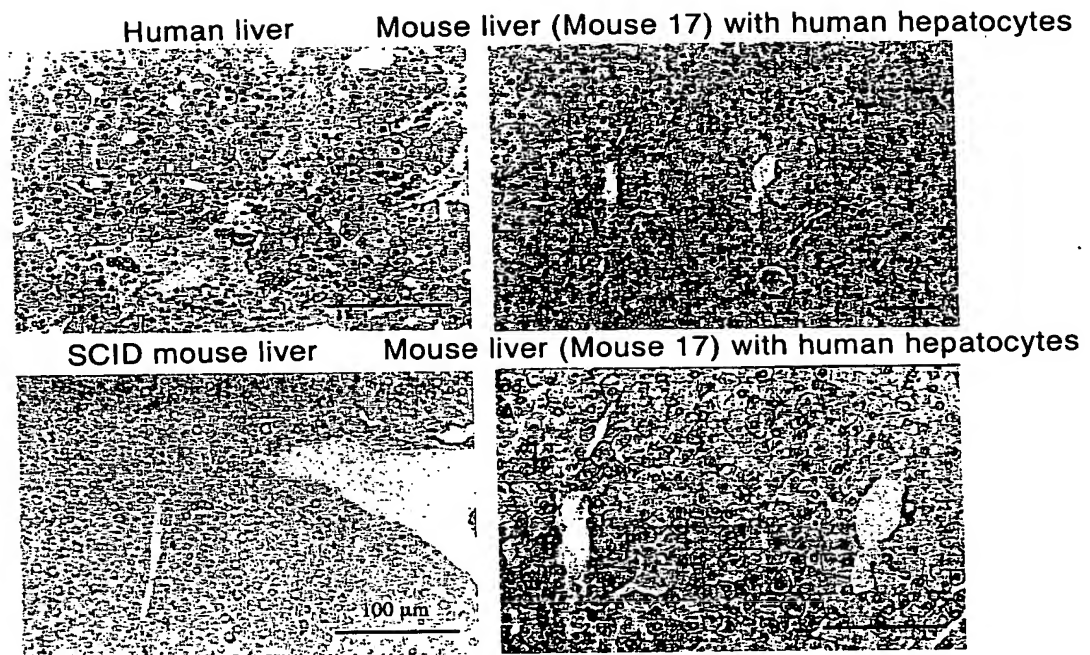 Human liver
Mouse liver (Mouse 17) with human hepatocytes
SCID mouse liver
Mouse liver (Mouse 17) with human hepatocytes
100 μm